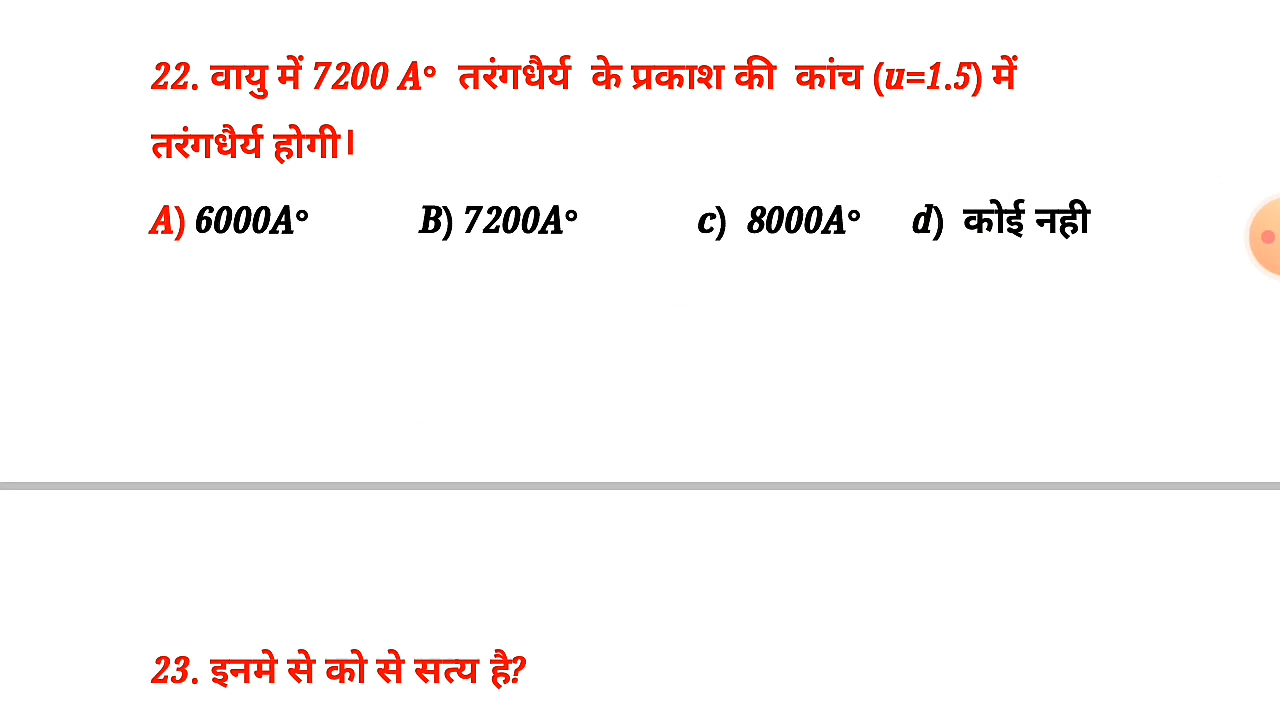 22. वायु में 7200 A° तरंगधैर्य के प्रकाश की कांच (u=1.5) में
तरंगधैर्य होगी।
A) 6000A° B) 7200A° c) 8000A° d) कोई नही
23. इनमे से को से सत्य है?